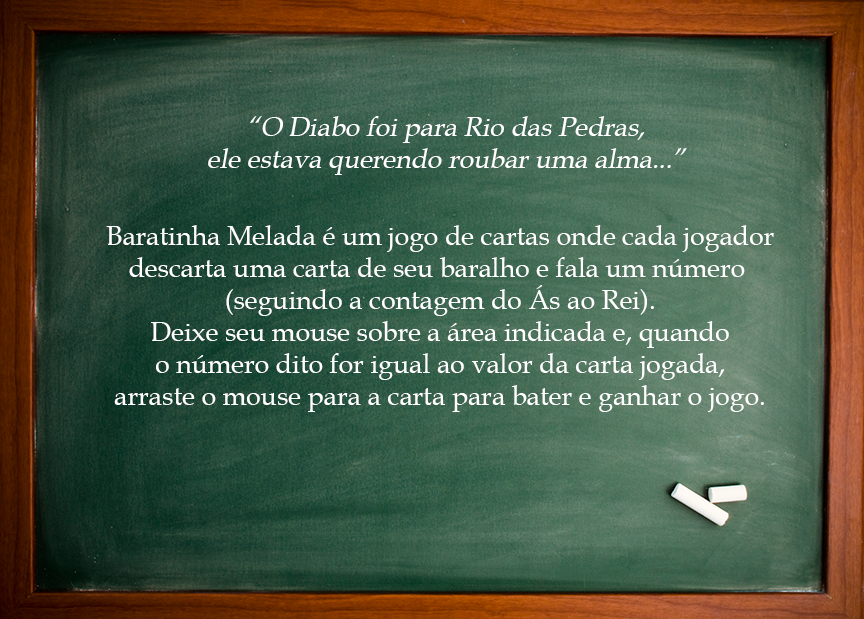 “O Diabo foi para Rio das Pedras,
ele estava querendo roubar uma alma...”
Baratinha Melada é um jogo de cartas onde cada jogador
descarta uma carta de seu baralho e fala um número
(seguindo a contagem do Ás ao Rei).
Deixe seu mouse sobre a área indicada e, quando
o número dito for igual ao valor da carta jogada,
arraste o mouse para a carta para bater e ganhar o jogo.